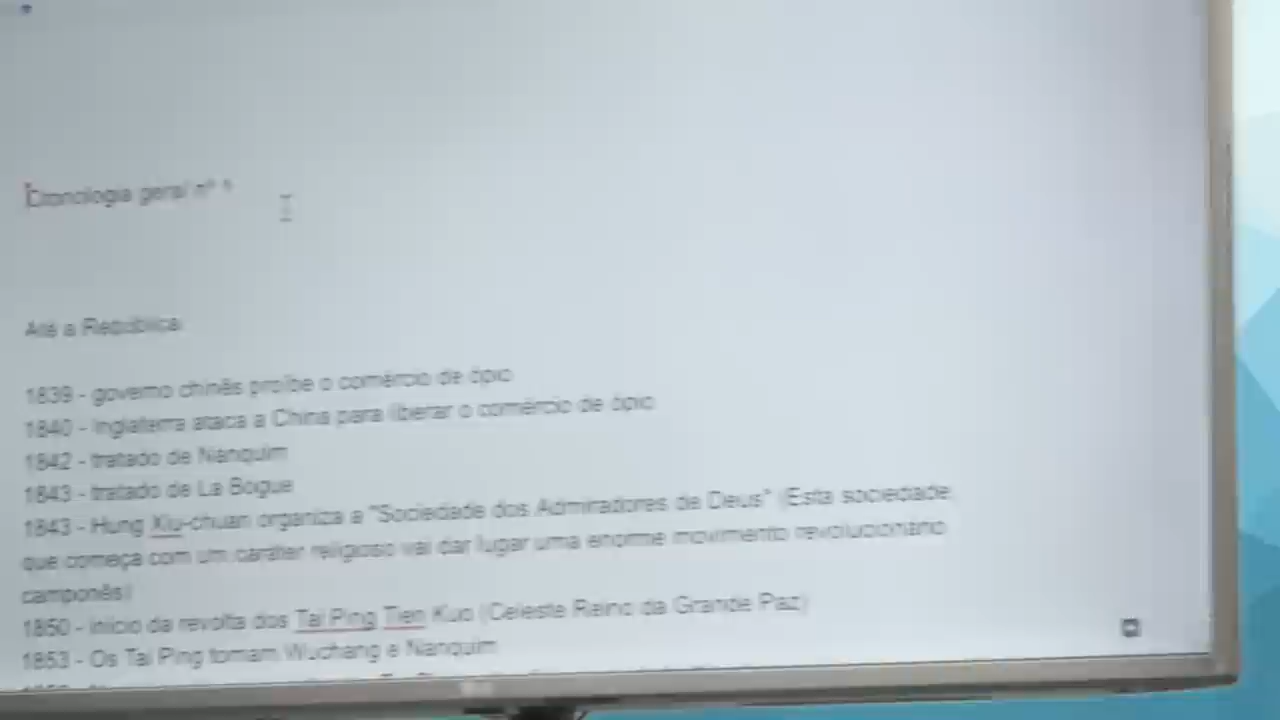 Cronologia geral nº 1
Até a República
1839 - governo chinês proíbe o comércio de ópio
1840 - Inglaterra ataca a China para liberar o comércio de ópio
1842 - tratado de Nanquim
1843 - tratado de La Bogue
1843 - Hung Xiu-chuan organiza a "Sociedade dos Admiradores de Deus" (Esta sociedade
que começa com um caráter religioso vai dar lugar uma enorme movimento revolucionário
camponês)
1850 - início da revolta dos Tai Ping Tien Kuo (Celeste Reino da Grande Paz)
1853 - Os Tai Ping tomam Wuchang e Nanquim